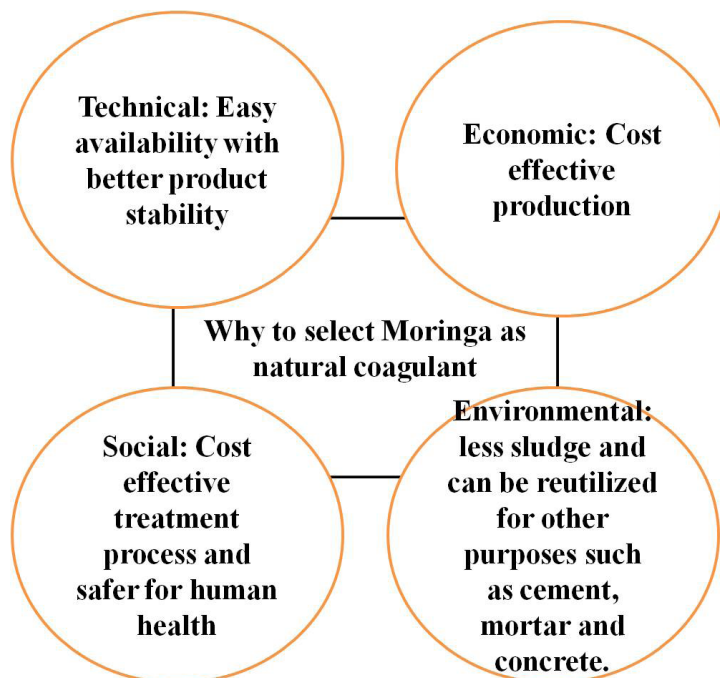 Technical: Easy
availability with
better product
stability
Economic: Cost
effective
production
Why to select Moringa as
natural coagulant
Social: Cost
effective
treatment
process and
safer for human
health
Environmental:
less sludge and
can be reutilized
for other
purposes such
as cement,
mortar and
concrete.